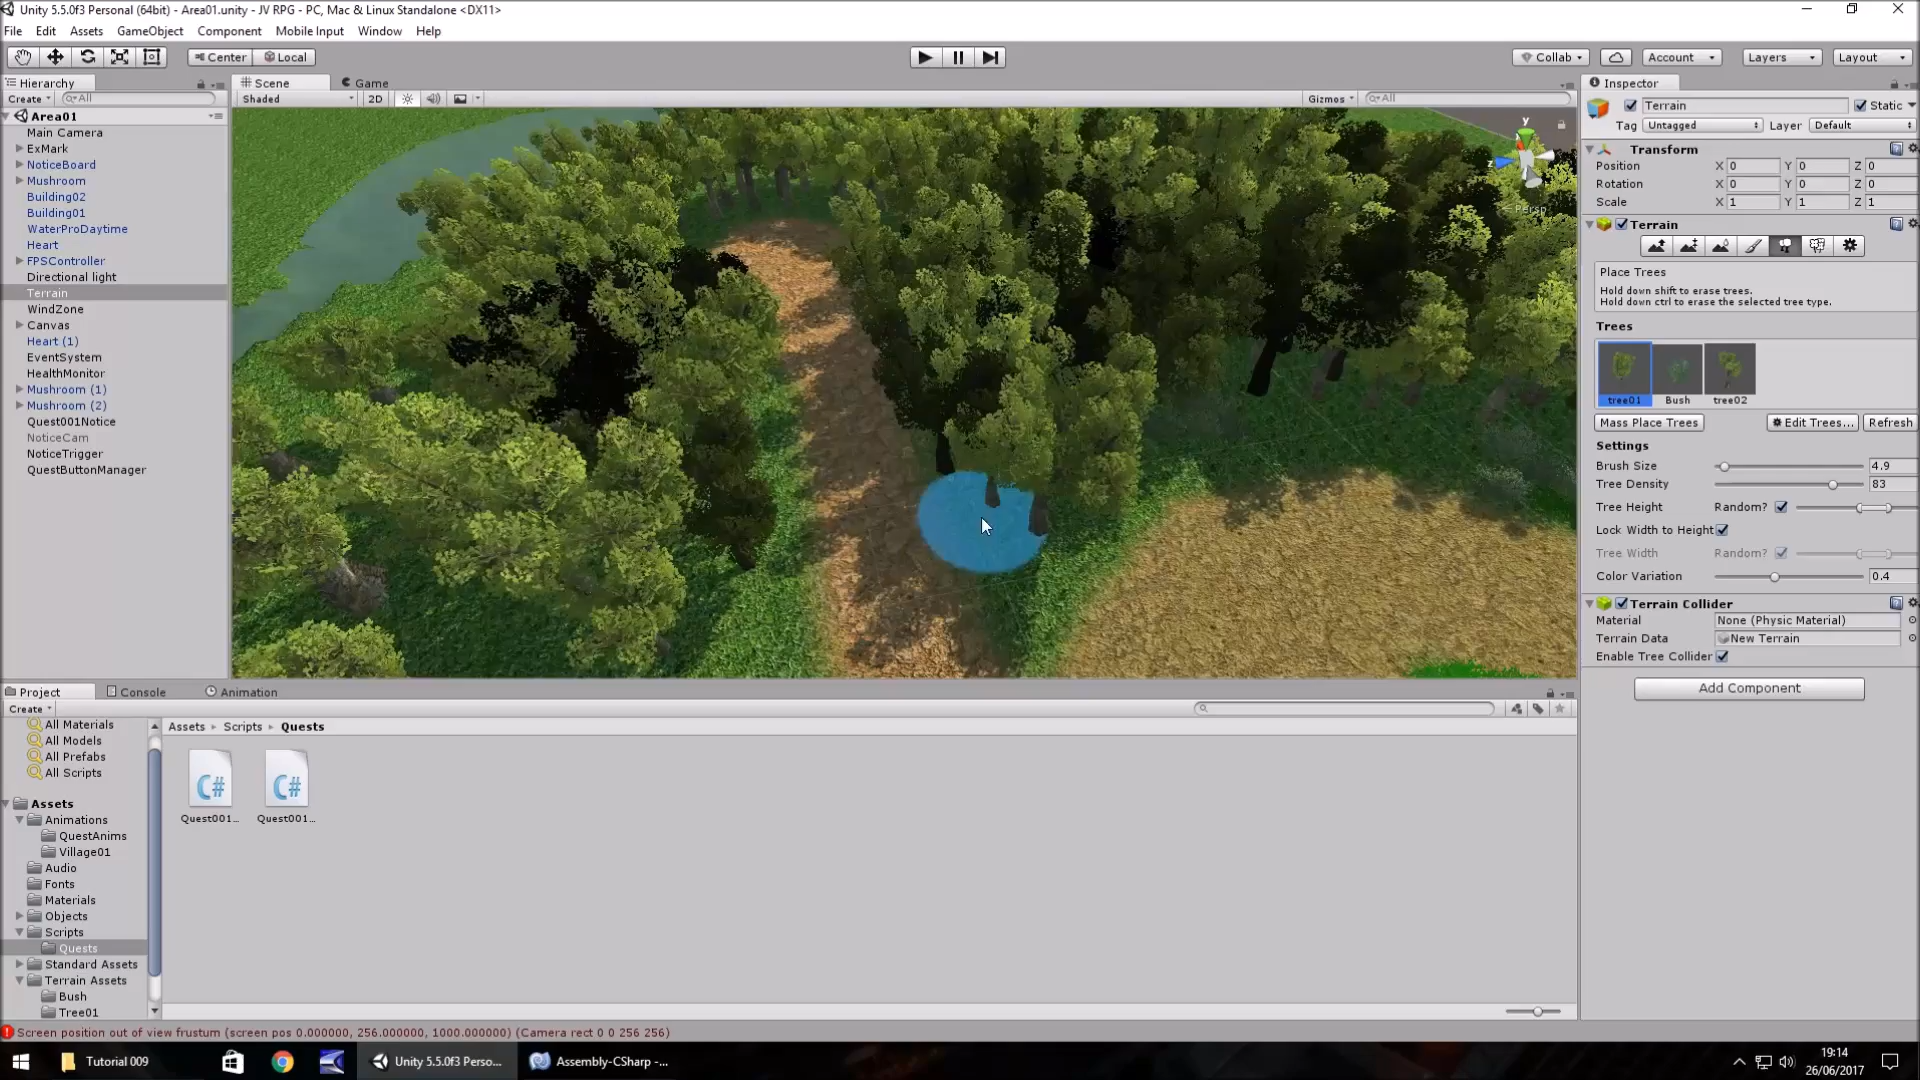 Unity 5.5.0f3 Personal (64bit) - Area01.unity - JV RPG - PC, Mac & Linux Standalone <DX11>
File Edit Assets GameObject Component Mobile Input Window Help
Center Local Collab Account Layers Layout
Hierarchy
Create All
Area01
Main Camera
ExMark
NoticeBoard
Mushroom
Building02
Building01
WaterProDaytime
Heart
FPSController
Directional light
Terrain
WindZone
Canvas
Heart (1)
EventSystem
HealthMonitor
Mushroom (1)
Mushroom (2)
Quest001Notice
NoticeCam
NoticeTrigger
QuestButtonManager
Scene Game
Shaded 2D Gizmos All
y
z
Persp
Inspector
Terrain Static
Tag Untagged Layer Default
Transform
Position X 0 Y 0 Z 0
Rotation X 0 Y 0 Z 0
Scale X 1 Y 1 Z 1
Terrain
Place Trees
Hold down shift to erase trees.
Hold down ctrl to erase the selected tree type.
Trees
tree01 Bush tree02
Mass Place Trees Edit Trees... Refresh
Settings
Brush Size 4.9
Tree Density 83
Tree Height Random?
Lock Width to Height
Tree Width Random?
Color Variation 0.4
Terrain Collider
Material None (Physic Material)
Terrain Data New Terrain
Enable Tree Collider
Add Component
Project Console Animation
Create
All Materials
All Models
All Prefabs
All Scripts
Assets
Animations
QuestAnims
Village01
Audio
Fonts
Materials
Objects
Scripts
Quests
Standard Assets
Terrain Assets
Bush
Tree01
Assets Scripts Quests
C# C#
Quest001... Quest001...
Screen position out of view frustum (screen pos 0.000000, 256.000000, 1000.000000) (Camera rect 0 0 256 256)
Tutorial 009 Unity 5.5.0f3 Perso... Assembly-CSharp -...
19:14
26/06/2017